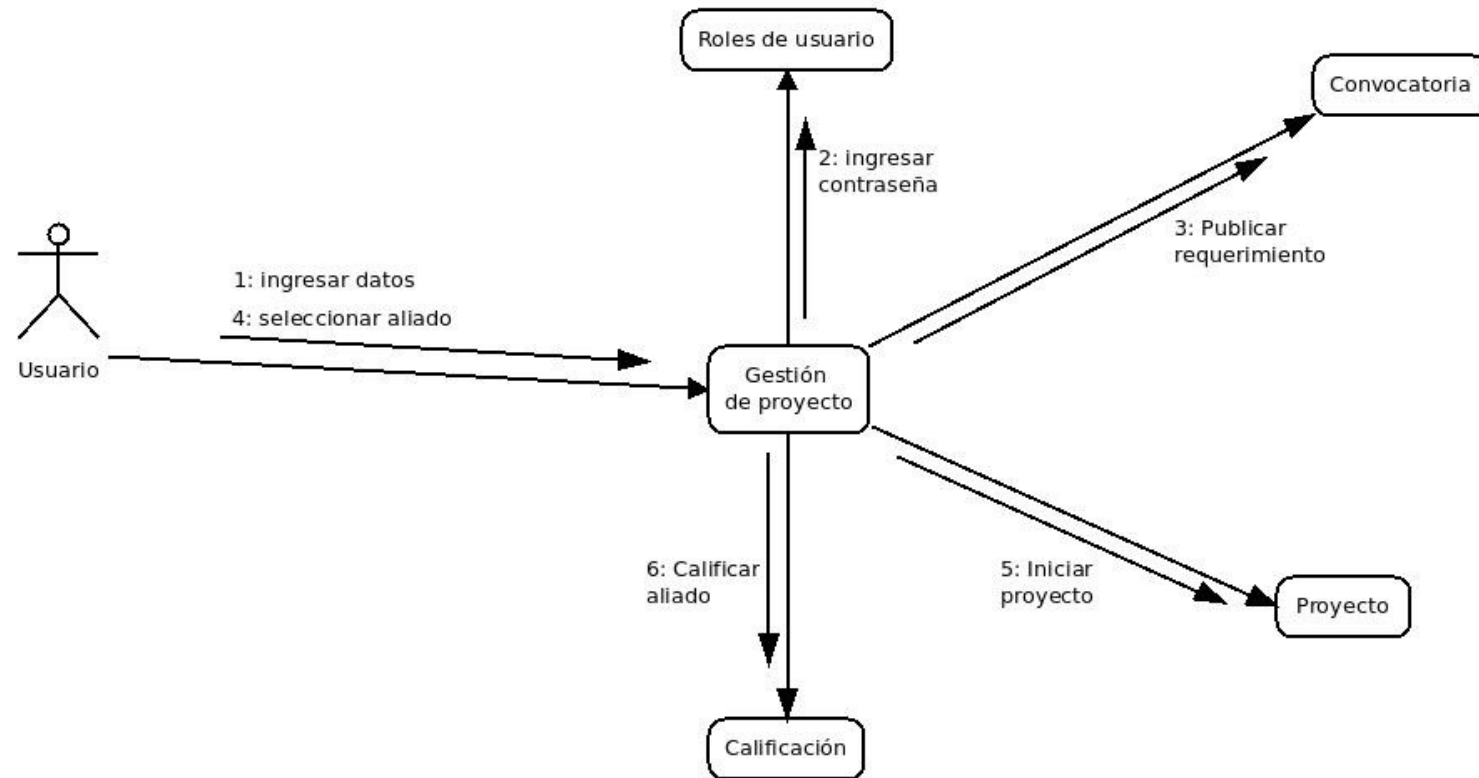 Roles de usuario
Convocatoria
2: ingresar
contraseña
3: Publicar
requerimiento
1: ingresar datos
4: seleccionar aliado
Usuario
Gestión
de proyecto
6: Calificar
aliado
5: Iniciar
proyecto
Proyecto
Calificación